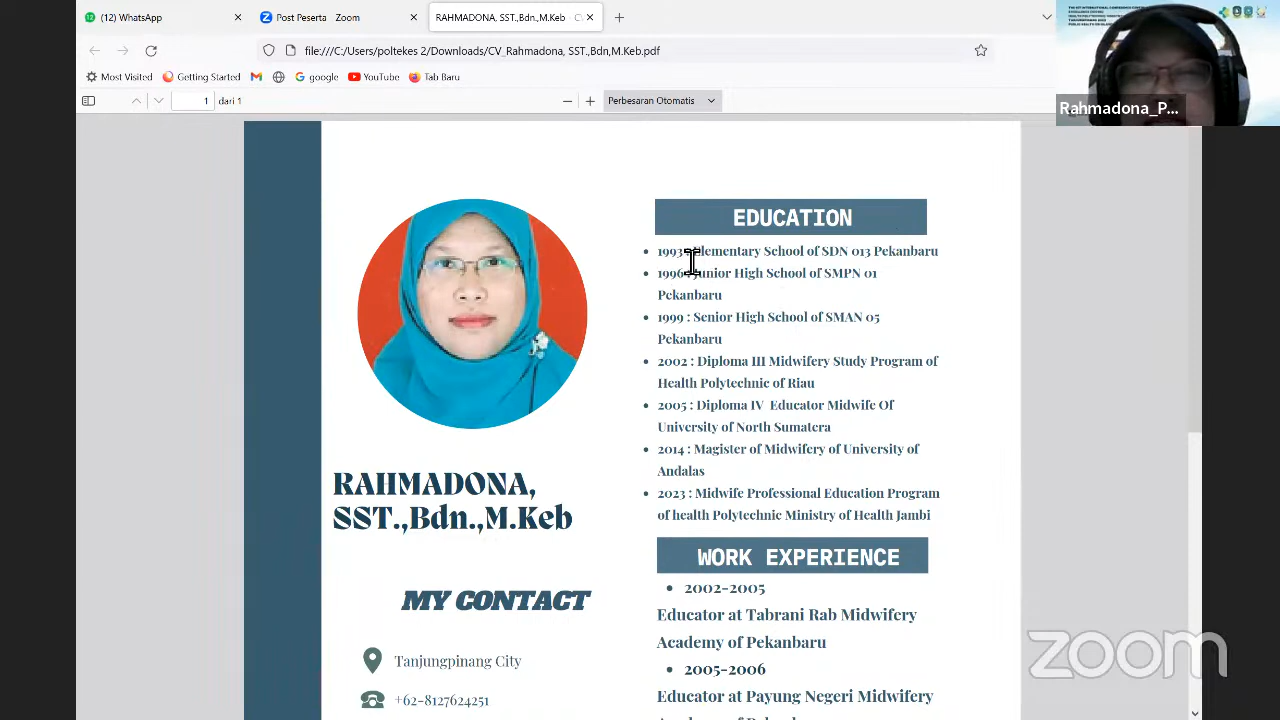 (12) WhatsApp
Post Attendee - Zoom
file:///C:/Users/poltekes 2/Downloads/CV_Rahmadona, SST.,Bdn,M.Keb.pdf
Most Visited
Getting Started
google
YouTube
Tab Baru
1
dari 1
Perbesaran Otomatis
Rahmadona_P...
EDUCATION
Elementary School of SDN 013 Pekanbaru
Junior High School of SMPN 01
Pekanbaru
1999 : Senior High School of SMAN 05
Pekanbaru
2002 : Diploma III Midwifery Study Program of
Health Polytechnic of Riau
2005 : Diploma IV Educator Midwife Of
University of North Sumatera
2014 : Magister of Midwifery of University of
Andalas
2023 : Midwife Professional Education Program
of health Polytechnic Ministry of Health Jambi
RAHMADONA,
SST.,Bdn.,M.Keb
MY CONTACT
Tanjungpinang City
+62-8127624251
WORK EXPERIENCE
2002-2005
Educator at Tabrani Rab Midwifery
Academy of Pekanbaru
2005-2006
Educator at Payung Negeri Midwifery
zoom